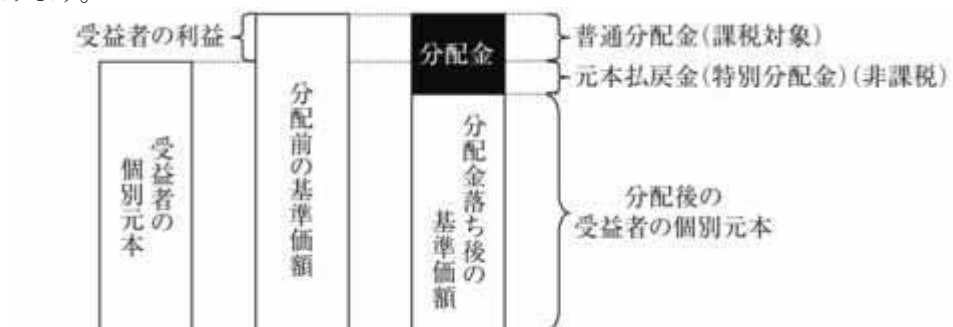 受益者の利益
分配金
普通分配金(課税対象)
元本払戻金(特別分配金)(非課税)
受益者の
個別元本
分配前の基準価額
分配金落ち後の
基準価額
分配後の
受益者の個別元本